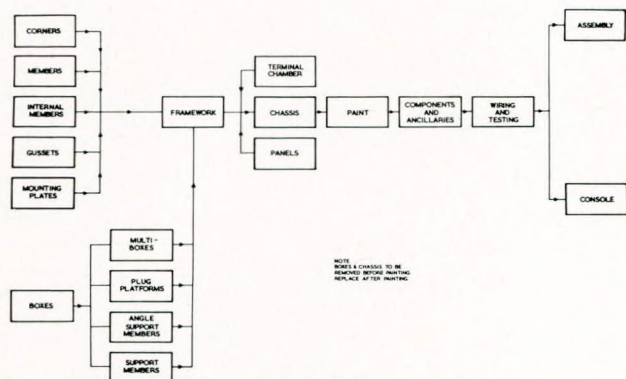 CORNERS
MEMBERS
INTERNAL
MEMBERS
GUSSETS
MOUNTING
PLATES
FRAMEWORK
TERMINAL
CHAMBER
CHASSIS
PANELS
PAINT
COMPONENTS
AND
ANCILLARIES
WIRING
AND
TESTING
ASSEMBLY
CONSOLE
BOXES
MULTI -
BOXES
PLUG
PLATFORMS
ANGLE
SUPPORT
MEMBERS
SUPPORT
MEMBERS
NOTE
BOXES & CHASSIS TO BE
REMOVED BEFORE PAINTING
REPLACE AFTER PAINTING